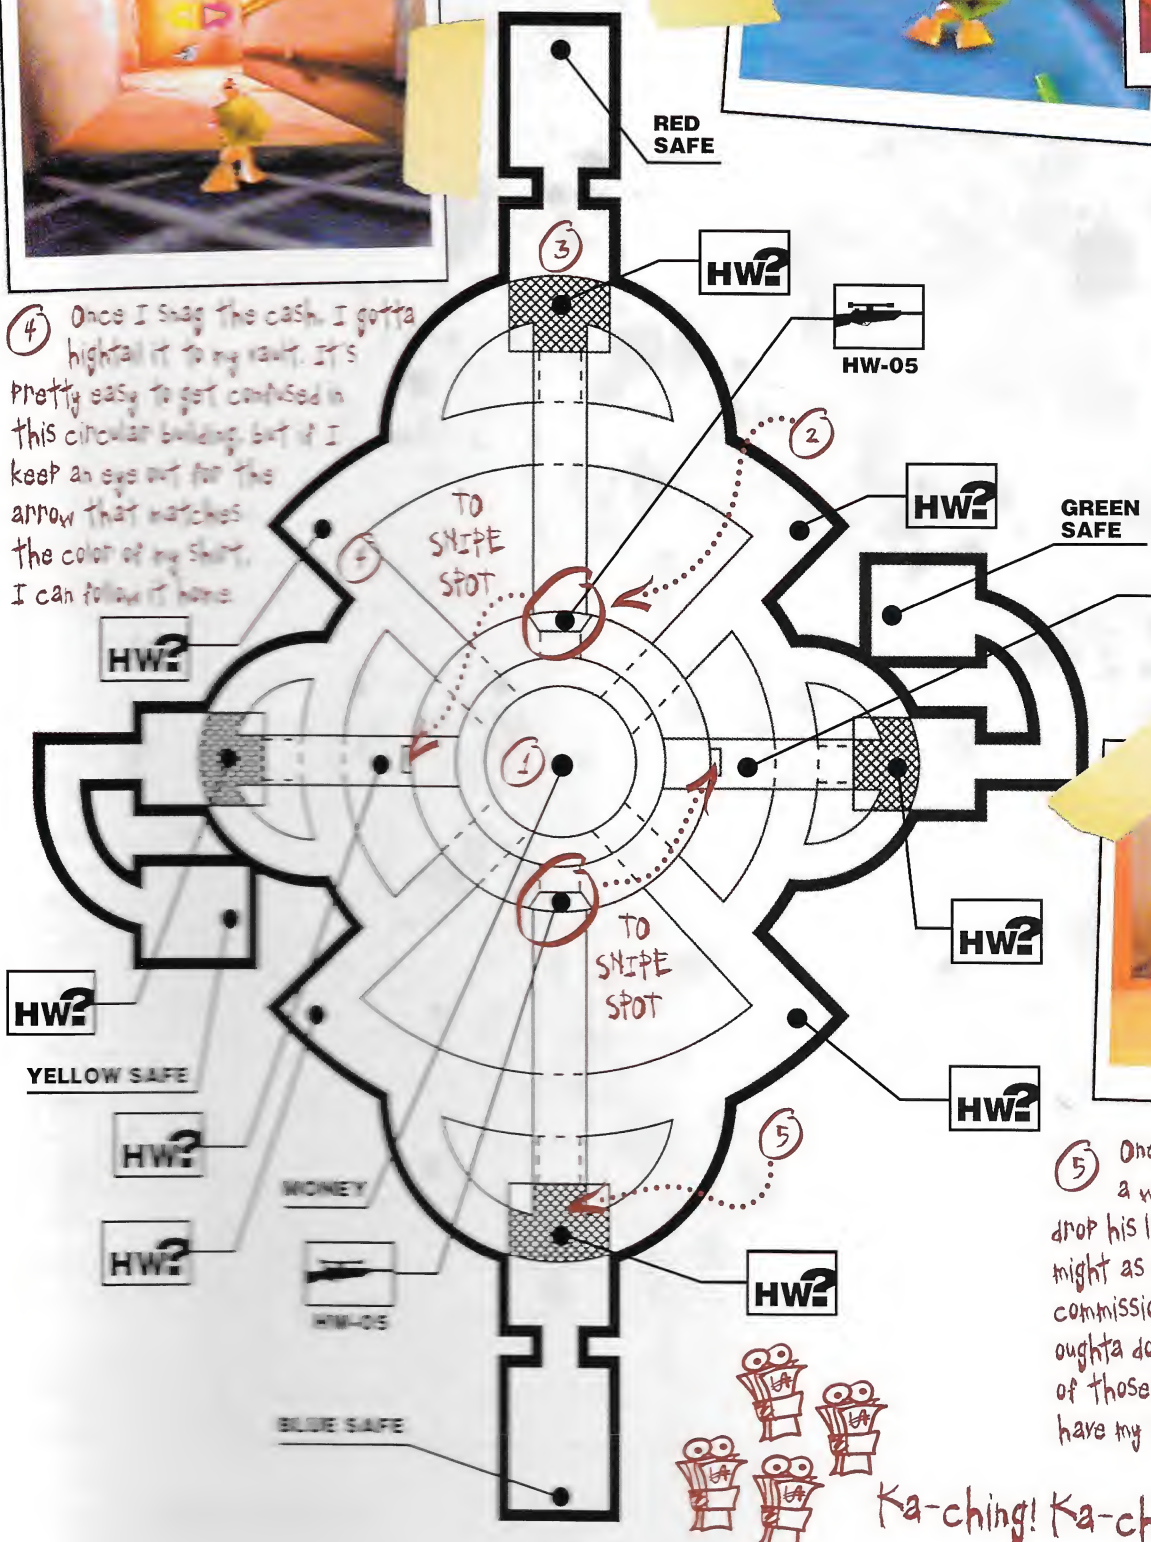 RED
SAFE
3
HW?
4 Once I snag the cash, I gotta
hightail it to my vault. It's
pretty easy to get confused in
this circular building, but if I
keep an eye out for the
arrow that matches
the color of my shirt,
I can follow it home.
HW-05
2
HW?
GREEN
SAFE
TO
SNIPE
SPOT
4
HW?
1
HW?
TO
SNIPE
SPOT
HW?
YELLOW SAFE
HW?
HW?
MONEY
5
HW?
HW-05
HW?
5
a
drop his
might as
oughta
of those
have my
BLUE SAFE
Ka-ching!